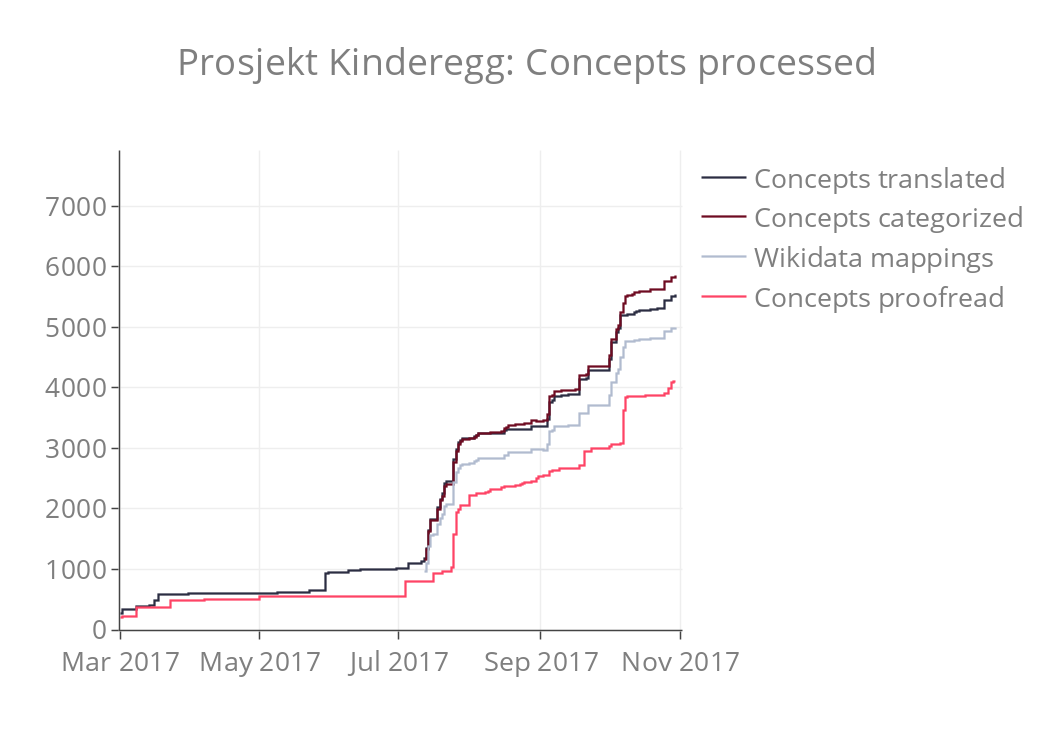 Prosjekt Kinderegg: Concepts processed
Concepts translated
Concepts categorized
Wikidata mappings
Concepts proofread
7000
6000
5000
4000
3000
2000
1000
0
Mar 2017 May 2017 Jul 2017 Sep 2017 Nov 2017